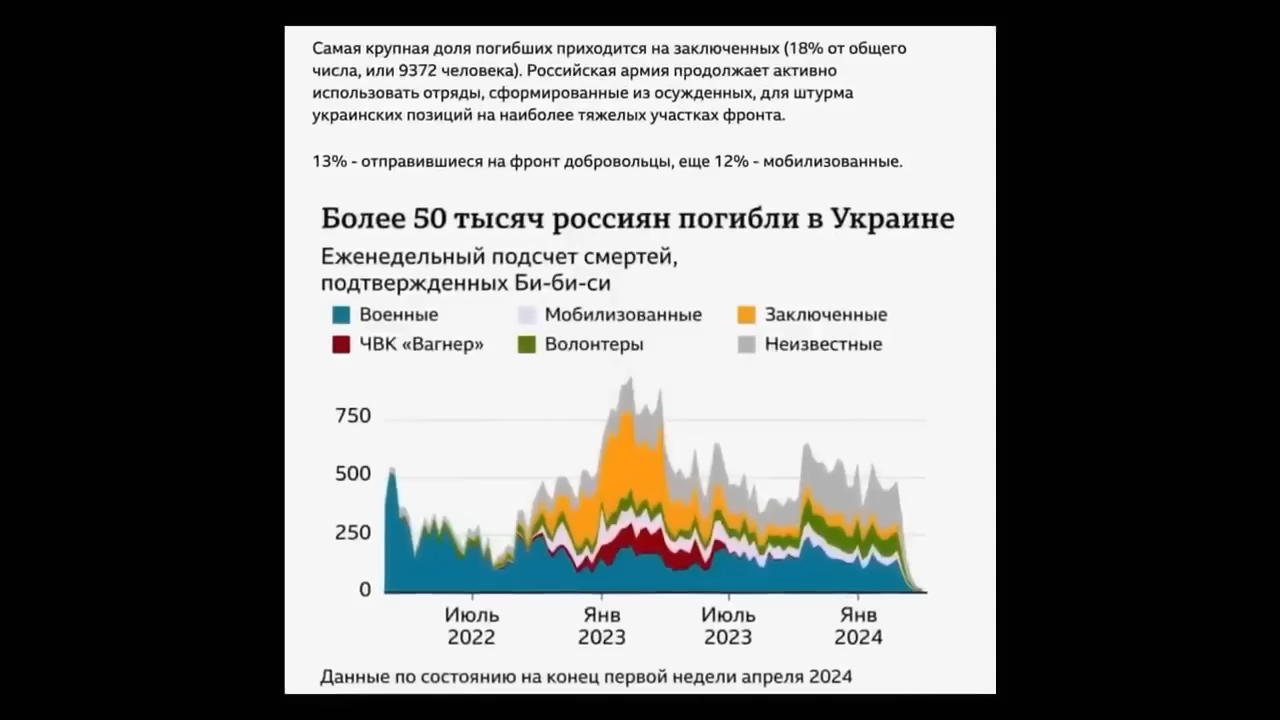 Самая крупная доля погибших приходится на заключенных (18% от общего
числа, или 9372 человека). Российская армия продолжает активно
использовать отряды, сформированные из осужденных, для штурма
украинских позиций на наиболее тяжелых участках фронта.
13% - отправившиеся на фронт добровольцы, еще 12% - мобилизованные.
Более 50 тысяч россиян погибли в Украине
Еженедельный подсчет смертей,
подтвержденных Би-би-си
Военные Мобилизованные Заключенные
ЧВК «Вагнер» Волонтеры Неизвестные
750
500
250
0
Июль Янв Июль Янв
2022 2023 2023 2024
Данные по состоянию на конец первой недели апреля 2024